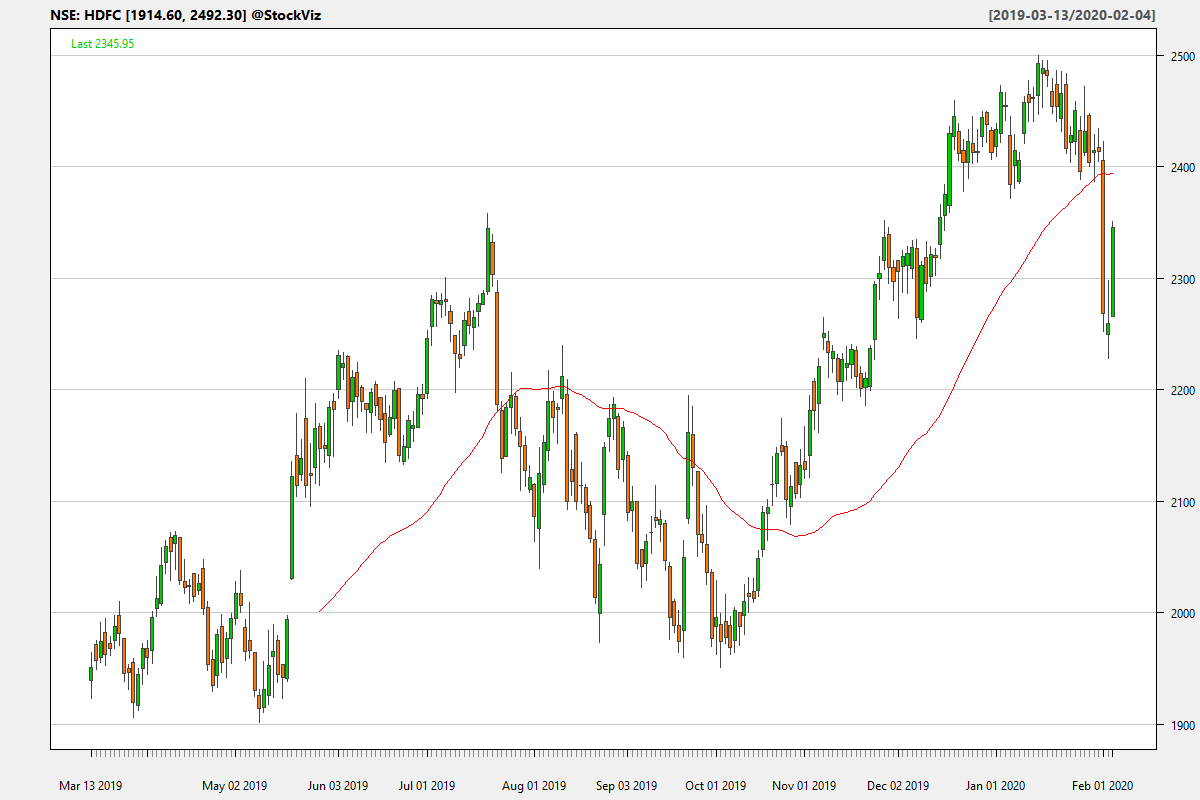 NSE: HDFC [1914.60, 2492.30] @StockViz [2019-03-13/2020-02-04]
Last 2345.95
2500
2400
2300
2200
2100
2000
1900
Mar 13 2019 May 02 2019 Jun 03 2019 Jul 01 2019 Aug 01 2019 Sep 03 2019 Oct 01 2019 Nov 01 2019 Dec 02 2019 Jan 01 2020 Feb 01 2020